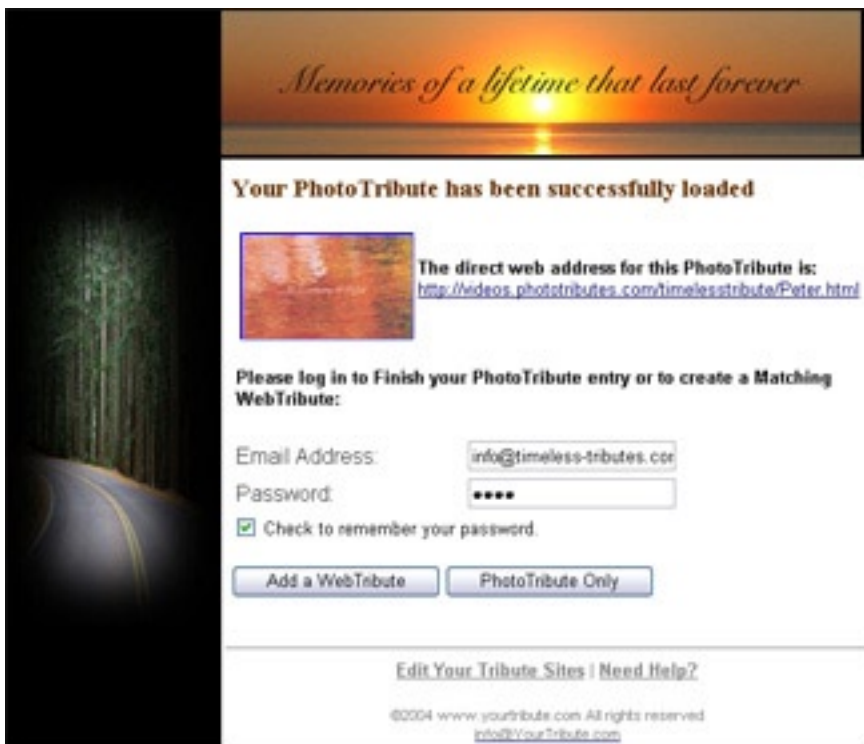 Memories of a lifetime that last forever
Your PhotoTribute has been successfully loaded
The direct web address for this PhotoTribute is:
http://videos.phototributes.com/timelesstribute/Peter.html
Please log in to Finish your PhotoTribute entry or to create a Matching
WebTribute:
Email Address: info@timeless-tributes.cor
Password: ••••
Check to remember your password.
Add a WebTribute PhotoTribute Only
Edit Your Tribute Sites | Need Help?
©2004 www.yourtribute.com All rights reserved
info@YourTribute.com